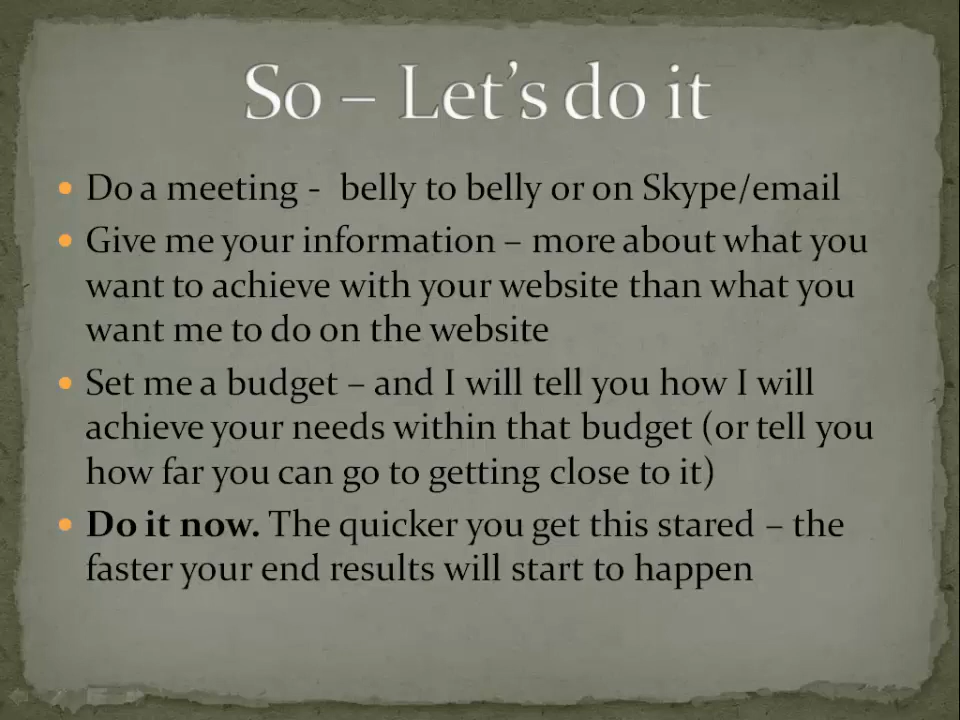 So – Let's do it
• Do a meeting -  belly to belly or on Skype/email
• Give me your information – more about what you
want to achieve with your website than what you
want me to do on the website
• Set me a budget – and I will tell you how I will
achieve your needs within that budget (or tell you
how far you can go to getting close to it)
• Do it now. The quicker you get this stared – the
faster your end results will start to happen